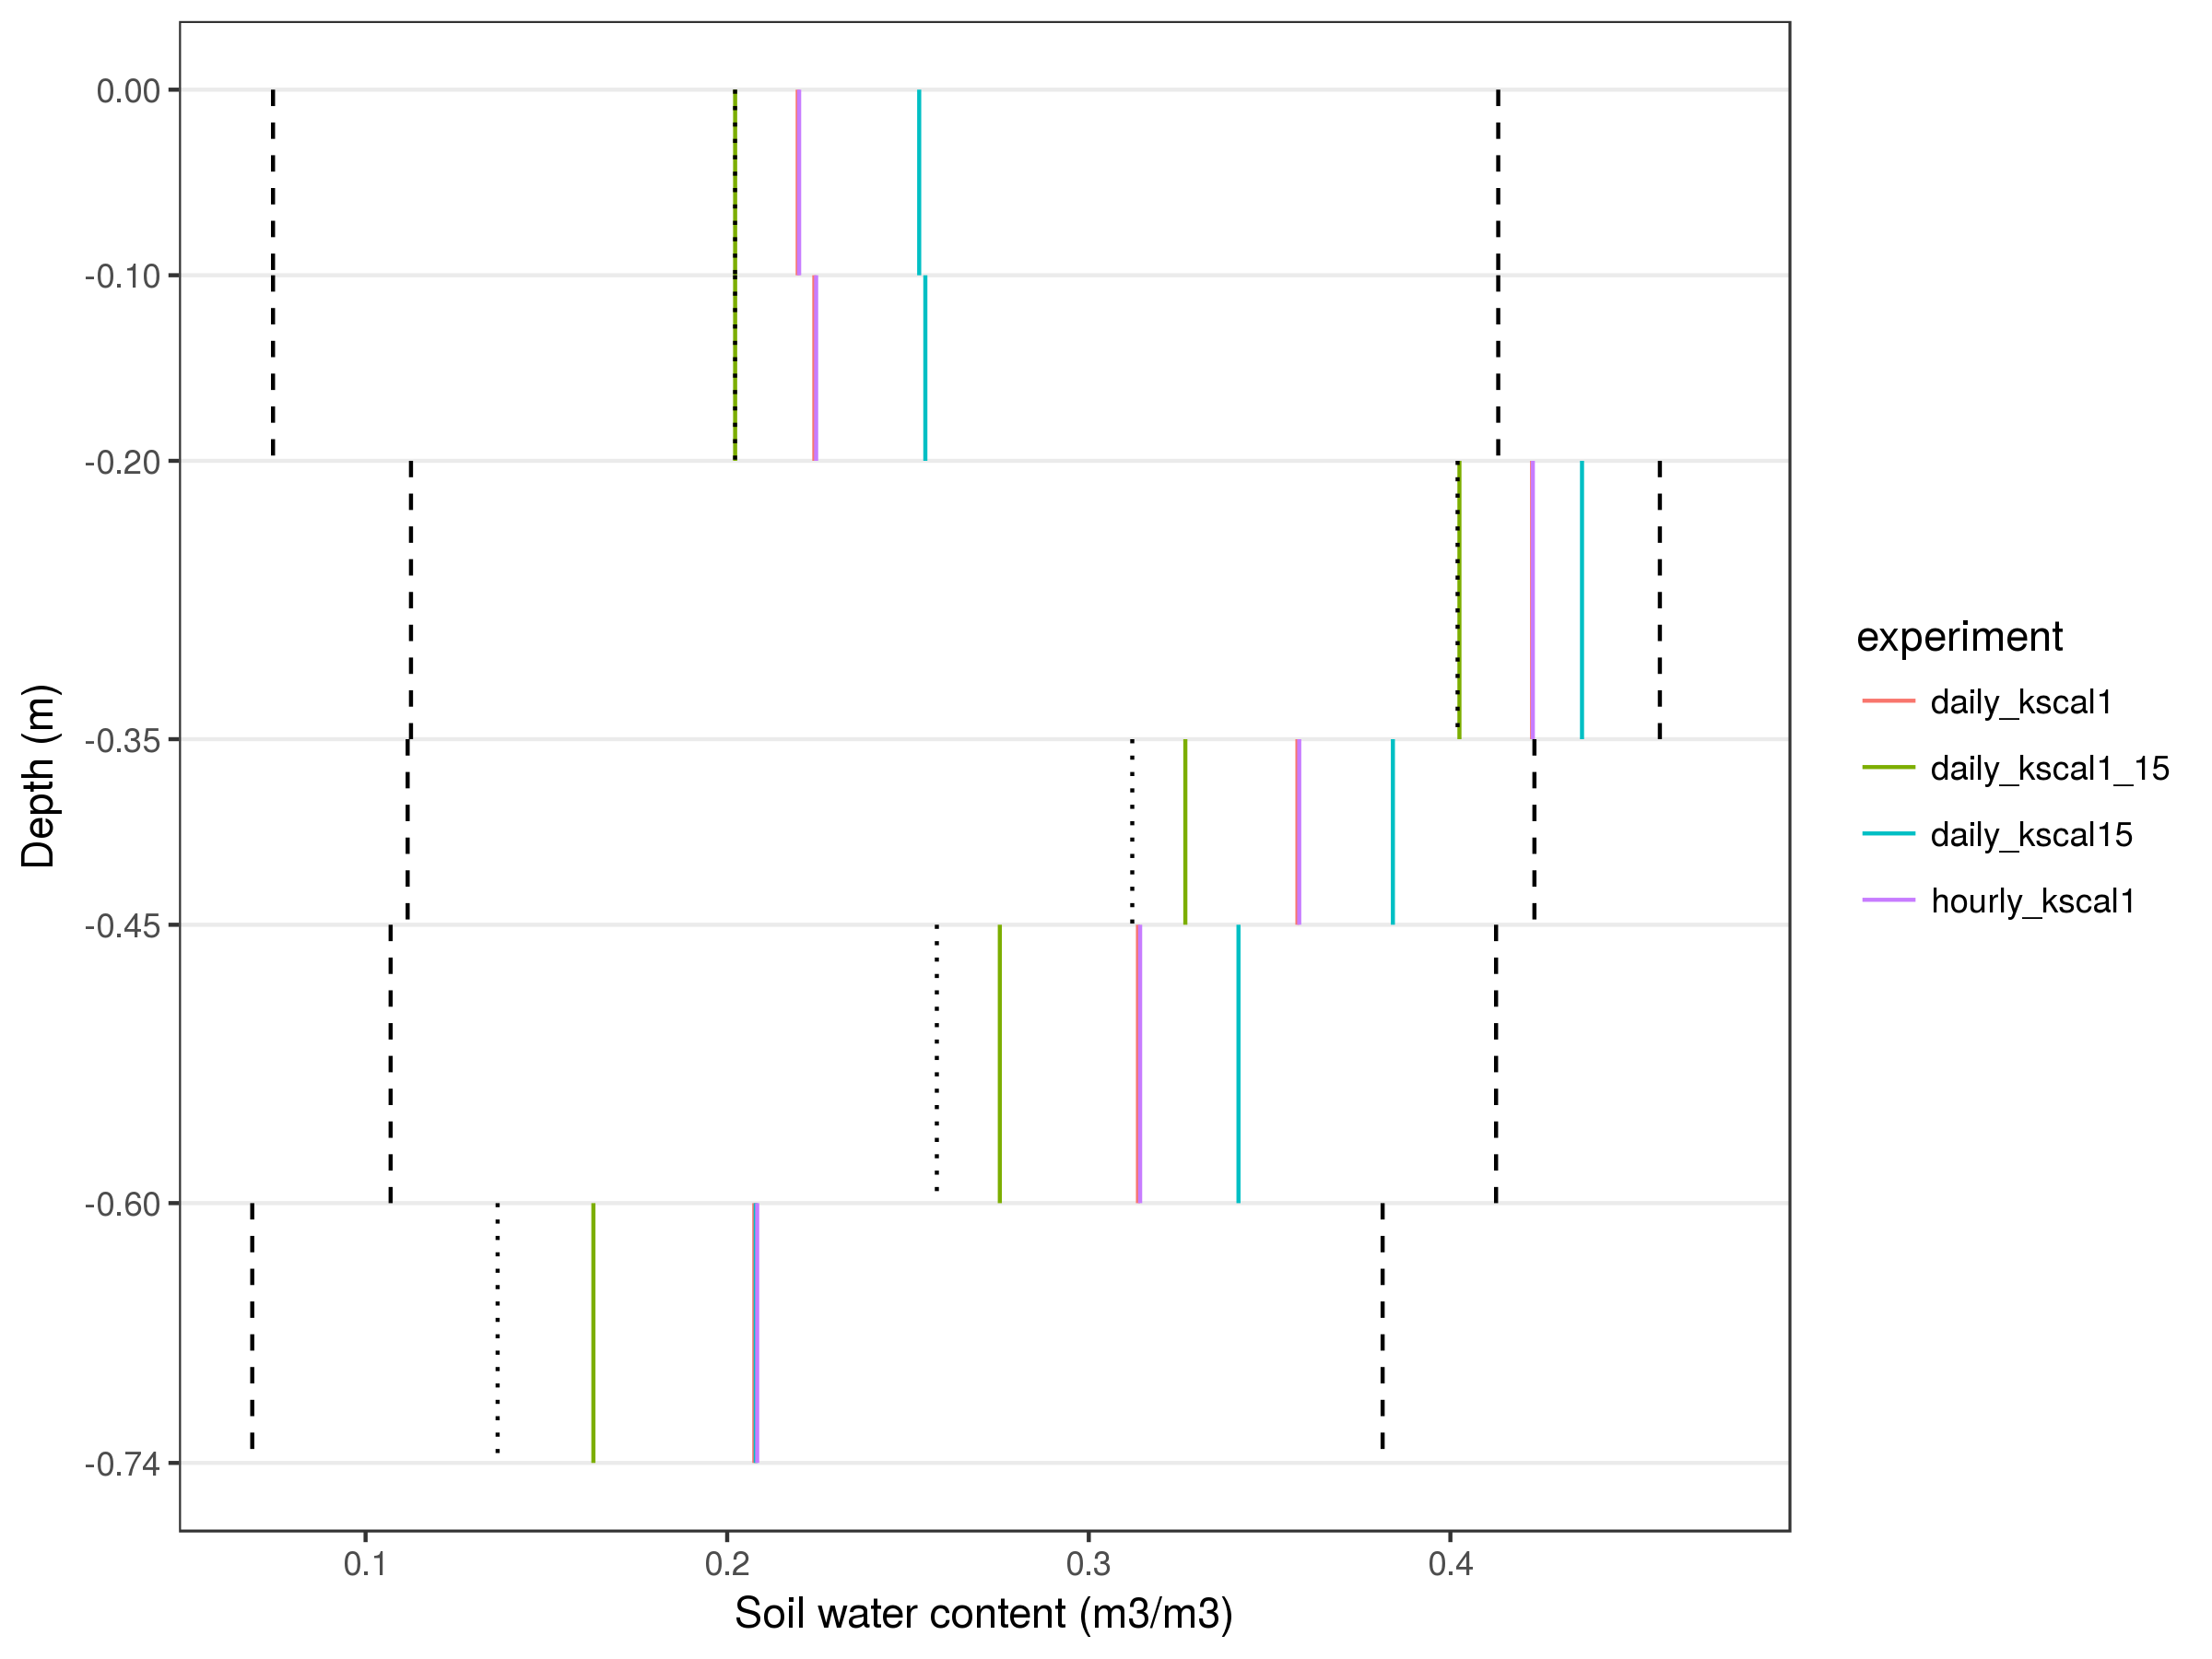 0.00
-0.10
-0.20
-0.35
-0.45
-0.60
-0.74
Depth (m)
0.1 0.2 0.3 0.4
Soil water content (m3/m3)
experiment
daily_kscal1
daily_kscal1_15
daily_kscal15
hourly_kscal1